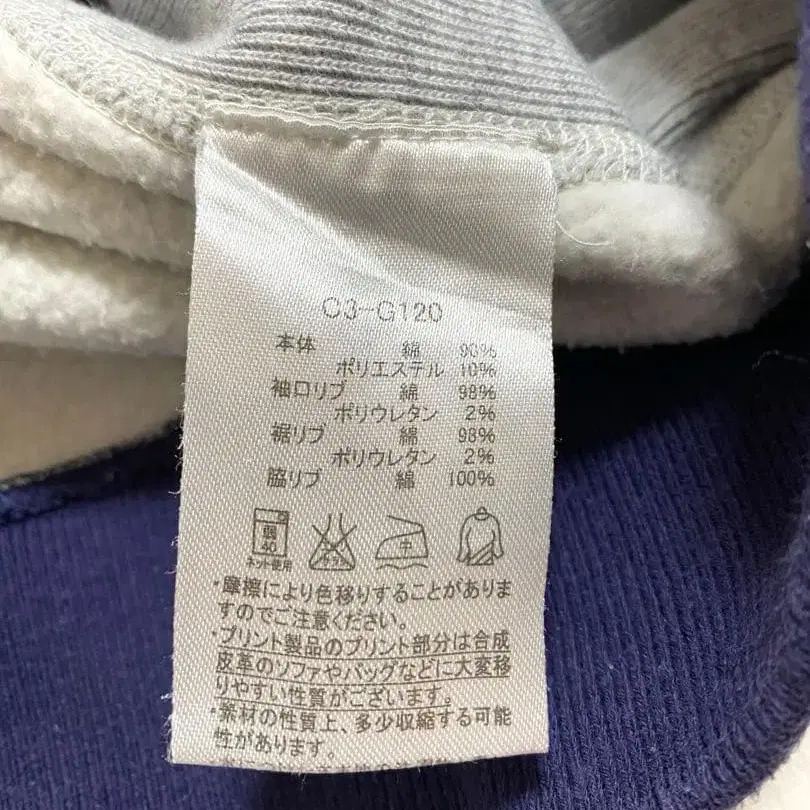 C3-G120
本体 綿 90%
ポリエステル 10%
袖口リブ 綿 98%
ポリウレタン 2%
裾リブ 綿 98%
ポリウレタン 2%
脇リブ 綿 100%
弱 40 中
ネット使用
・摩擦により色移りすることがありま
すのでご注意ください。
・プリント製品のプリント部分は合成
皮革のソファやバッグなどに大変移
りやすい性質がございます。
・素材の性質上、多少収縮する可能
性があります。